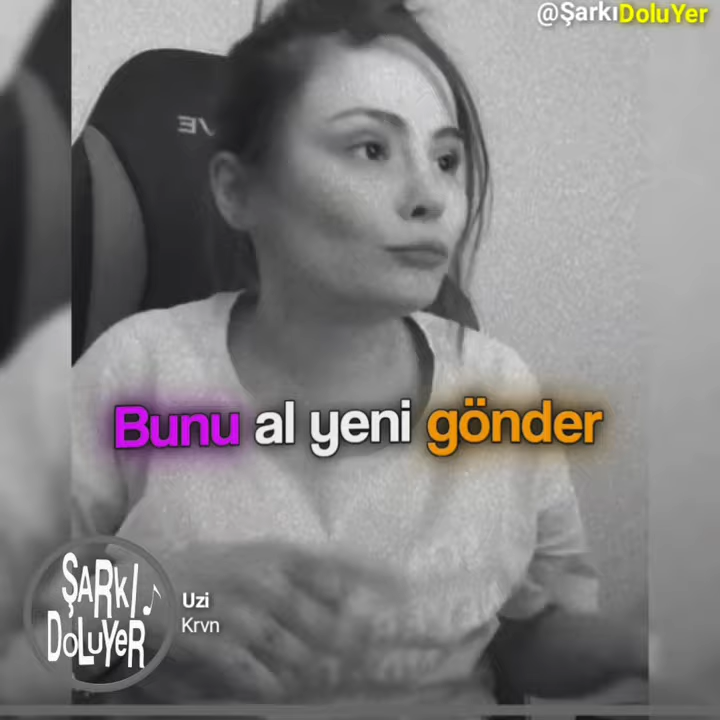 @ŞarkıDoluYer
Bunu al yeni gönder
ŞARKI
DOLUYER
Uzi
Krvn